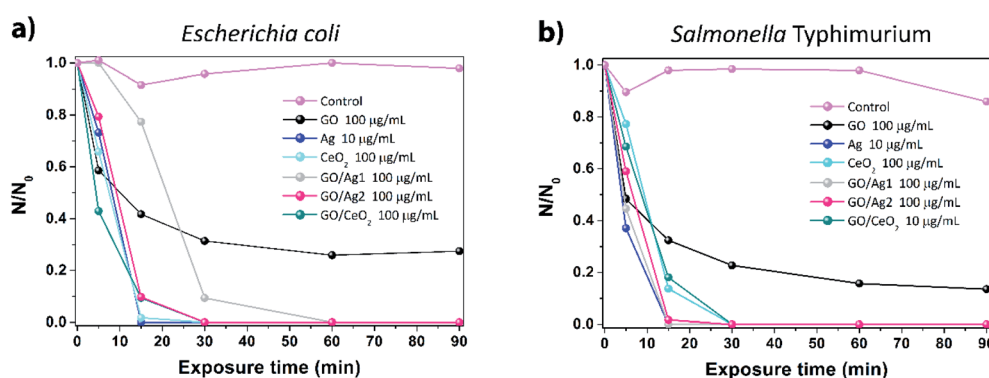 a) Escherichia coli
1.0
0.8
0.6
0.4
0.2
0.0
N/N0
Control
GO 100 μg/mL
Ag 10 μg/mL
CeO2 100 μg/mL
GO/Ag1 100 μg/mL
GO/Ag2 100 μg/mL
GO/CeO2 100 μg/mL
0 10 20 30 40 50 60 70 80 90
Exposure time (min)
b) Salmonella Typhimurium
1.0
0.8
0.6
0.4
0.2
0.0
N/N0
Control
GO 100 μg/mL
Ag 10 μg/mL
CeO2 100 μg/mL
GO/Ag1 100 μg/mL
GO/Ag2 100 μg/mL
GO/CeO2 10 μg/mL
0 10 20 30 40 50 60 70 80 90
Exposure time (min)